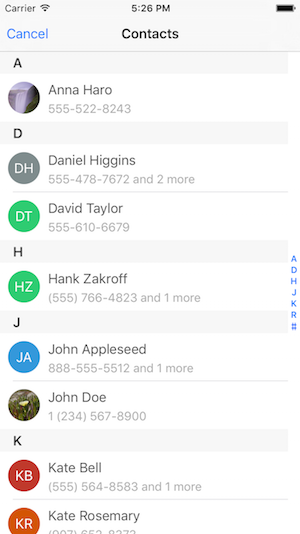 Carrier 5:26 PM
Cancel Contacts
A
Anna Haro
555-522-8243
D
DH Daniel Higgins
555-478-7672 and 2 more
DT David Taylor
555-610-6679
H
HZ Hank Zakroff
(555) 766-4823 and 1 more
J
JA John Appleseed
888-555-5512 and 1 more
John Doe
1 (234) 567-8900
K
KB Kate Bell
(555) 564-8583 and 1 more
KR Kate Rosemary
A
D
H
J
K
R
#